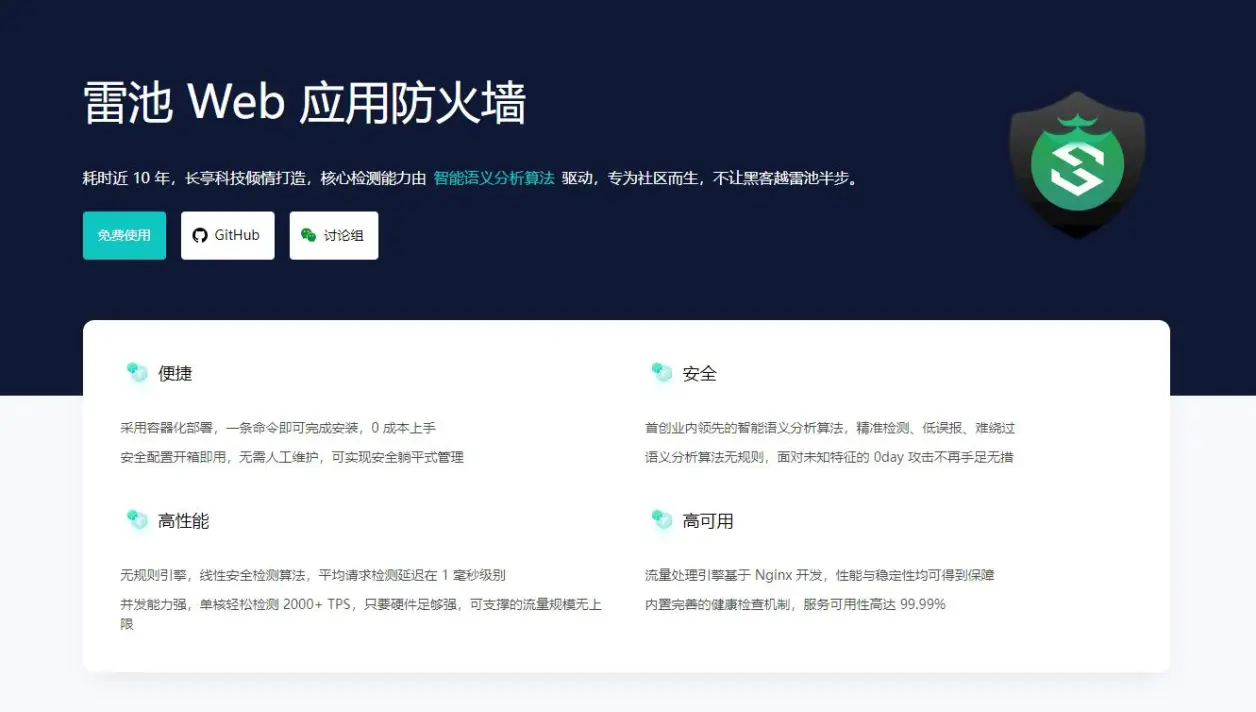 雷池 Web 应用防火墙
耗时近 10 年，长亭科技倾情打造，核心检测能力由 智能语义分析算法 驱动，专为社区而生，不让黑客越雷池半步。
免费使用
GitHub
讨论组
便捷
采用容器化部署，一条命令即可完成安装，0 成本上手
安全配置开箱即用，无需人工维护，可实现安全躺平式管理
安全
首创业内领先的智能语义分析算法，精准检测、低误报、难绕过
语义分析算法无规则，面对未知特征的 0day 攻击不再手足无措
高性能
无规则引擎，线性安全检测算法，平均请求检测延迟在 1 毫秒级别
并发能力强，单核轻松检测 2000+ TPS，只要硬件足够强，可支撑的流量规模无上
限
高可用
流量处理引擎基于 Nginx 开发，性能与稳定性均可得到保障
内置完善的健康检查机制，服务可用性高达 99.99%